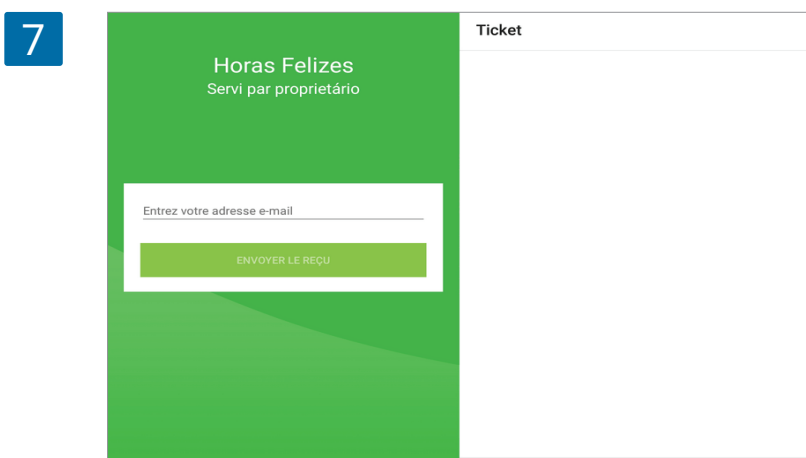 7
Horas Felizes
Servi par proprietário
Entrez votre adresse e-mail
ENVOYER LE REÇU
Ticket